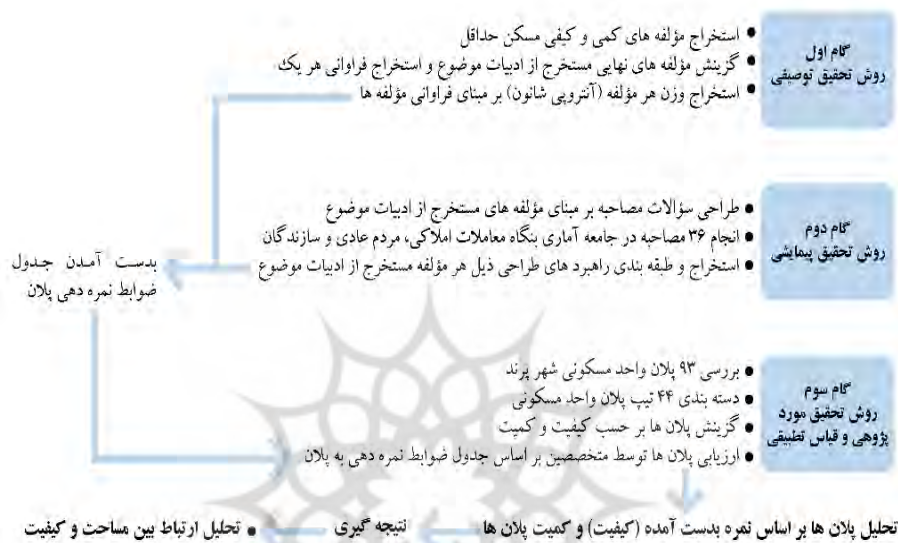 گام اول
روش تحقیق توصیفی
• استخراج مؤلفه های کمی و کیفی مسکن حداقل
• گزینش مؤلفه های نهایی مستخرج از ادبیات موضوع و استخراج فراوانی هر یک
• استخراج وزن هر مؤلفه (آنتروپی شانون) بر مبنای فراوانی مؤلفه ها
گام دوم
روش تحقیق پیمایشی
• طراحی سؤالات مصاحبه بر مبنای مؤلفه های مستخرج از ادبیات موضوع
• انجام ۳۶ مصاحبه در جامعه آماری بنگاه معاملات املاکی، مردم عادی و سازندگان
• استخراج و طبقه بندی راهبرد های طراحی ذیل هر مؤلفه مستخرج از ادبیات موضوع
بدست آمدن جدول
ضوابط نمره دهی پلان
گام سوم
روش تحقیق مورد
پژوهی و قیاس تطبیقی
• بررسی ۹۳ پلان واحد مسکونی شهر پرند
• دسته بندی ۴۴ تیپ پلان واحد مسکونی
• گزینش پلان ها بر حسب کیفیت و کمیت
• ارزیابی پلان ها توسط متخصصین بر اساس جدول ضوابط نمره دهی به پلان
تحلیل پلان ها بر اساس نمره بدست آمده (کیفیت) و کمیت پلان ها
نتیجه گیری
• تحلیل ارتباط بین مساحت و کیفیت